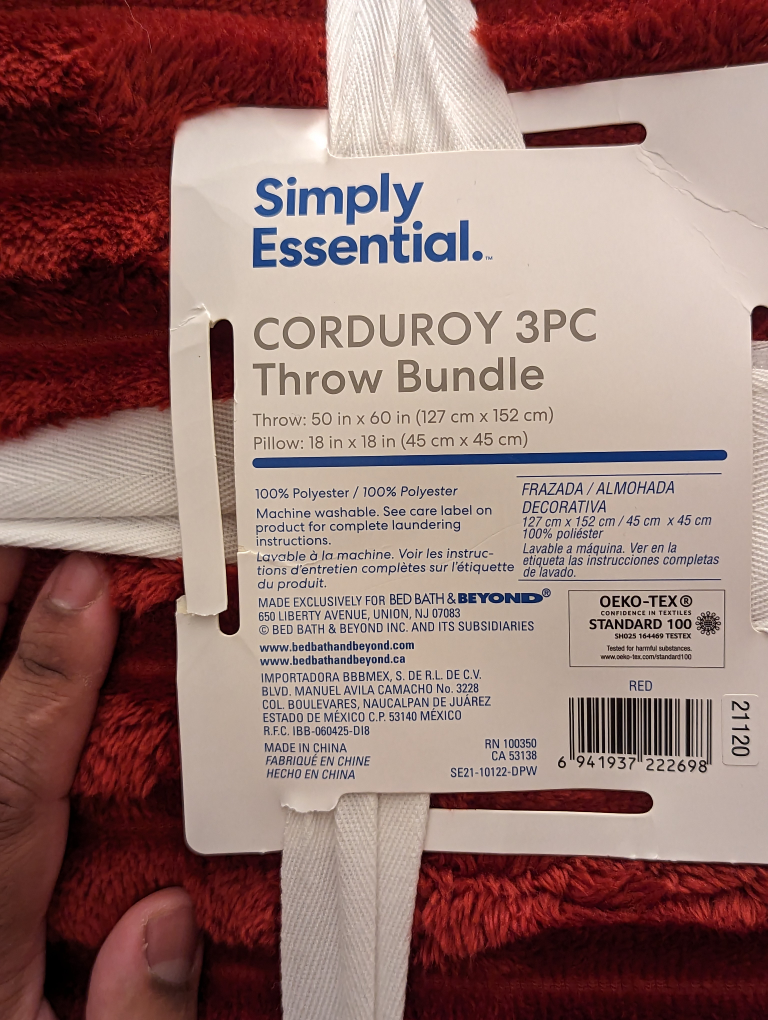 Simply
Essential.™
CORDUROY 3PC
Throw Bundle
Throw: 50 in x 60 in (127 cm x 152 cm)
Pillow: 18 in x 18 in (45 cm x 45 cm)
100% Polyester / 100% Polyester
Machine washable. See care label on
product for complete laundering
instructions.
Lavable à la machine. Voir les instruc-
tions d'entretien complètes sur l'étiquette
du produit.
FRAZADA / ALMOHADA
DECORATIVA
127 cm x 152 / 45 cm x 45 cm
100% poliéster
Lavable a máquina. Ver en la
etiqueta las instrucciones completas
de lavado.
MADE EXCLUSIVELY FOR BED BATH & BEYOND®
650 LIBERTY AVENUE, UNION, NJ 07083
© BED BATH & BEYOND INC. AND ITS SUBSIDIARIES
www.bedbathandbeyond.com
www.bedbathandbeyond.ca
IMPORTADORA BBBMEX, S. DE R.L. DE C.V.
BLVD. MANUEL AVILA CAMACHO No. 3228
COL. BOULEVARES, NAUCALPAN DE JUÁREZ
ESTADO DE MÉXICO C.P. 53140 MÉXICO
R.F.C. IBB-060425-DI8
MADE IN CHINA
FABRIQUÉ EN CHINE
HECHO EN CHINA
RN 100350
CA 53138
SE21-10122-DPW
OEKO-TEX®
CONFIDENCE IN TEXTILES
STANDARD 100
SH025 164469 TESTEX
Tested for harmful substances.
www.oeko-tex.com/standard100
RED
6 941937 222698
21120